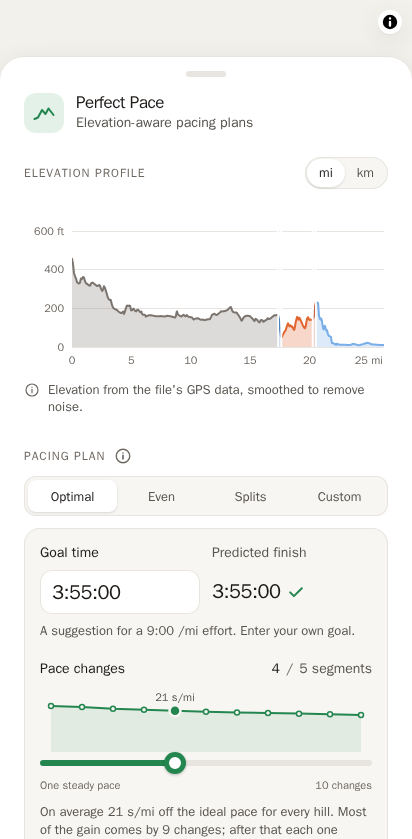 Perfect Pace
Elevation-aware pacing plans
ELEVATION PROFILE
mi km
600 ft
400
200
0
0 5 10 15 20 25 mi
Elevation from the file's GPS data, smoothed to remove
noise.
PACING PLAN
Optimal Even Splits Custom
Goal time Predicted finish
3:55:00 3:55:00
A suggestion for a 9:00 /mi effort. Enter your own goal.
Pace changes 4 / 5 segments
21 s/mi
One steady pace 10 changes
On average 21 s/mi off the ideal pace for every hill. Most
of the gain comes by 9 changes; after that each one